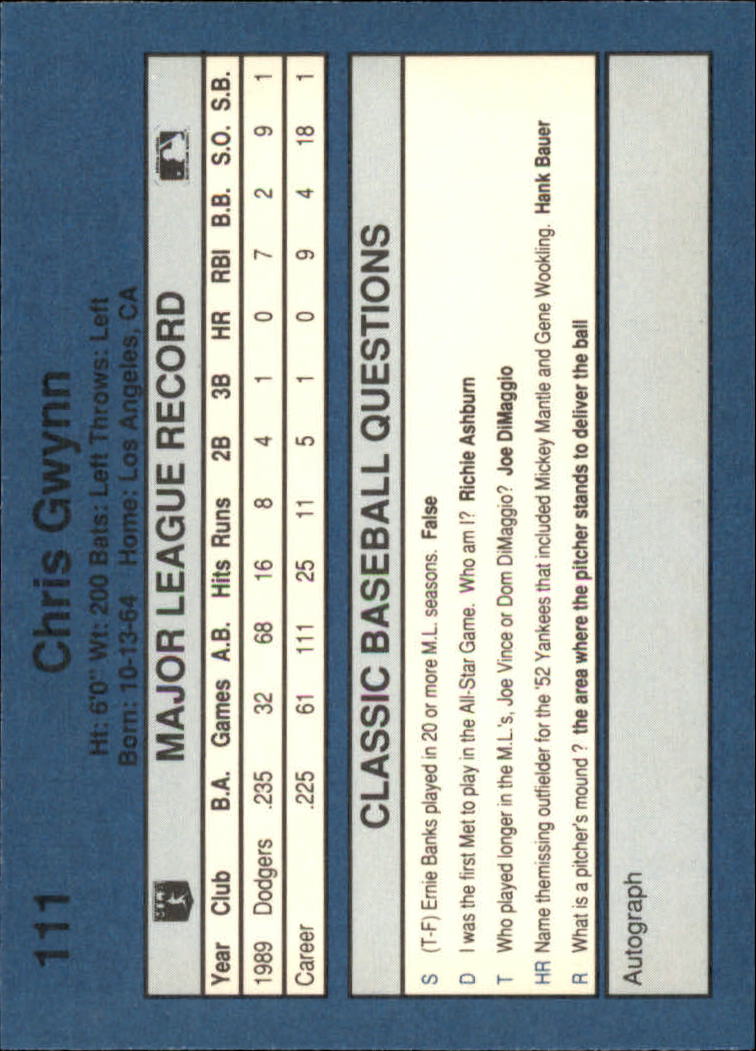 111 Chris Gwynn
Ht: 6'0" Wt: 200 Bats: Left Throws: Left
Born: 10-13-64 Home: Los Angeles, CA
MAJOR LEAGUE RECORD
Year Club B.A. Games A.B. Hits Runs 2B 3B HR RBI B.B. S.O. S.B.
1989 Dodgers .235 32 68 16 8 4 1 0 7 2 9 1
Career .225 61 111 25 11 5 1 0 9 4 18 1
CLASSIC BASEBALL QUESTIONS
S (T-F) Ernie Banks played in 20 or more M.L. seasons. False
D I was the first Met to play in the All-Star Game. Who am I? Richie Ashburn
T Who played longer in the M.L.'s, Joe Vince or Dom DiMaggio? Joe DiMaggio
HR Name themissing outfielder for the '52 Yankees that included Mickey Mantle and Gene Wookling. Hank Bauer
R What is a pitcher's mound ? the area where the pitcher stands to deliver the ball
Autograph